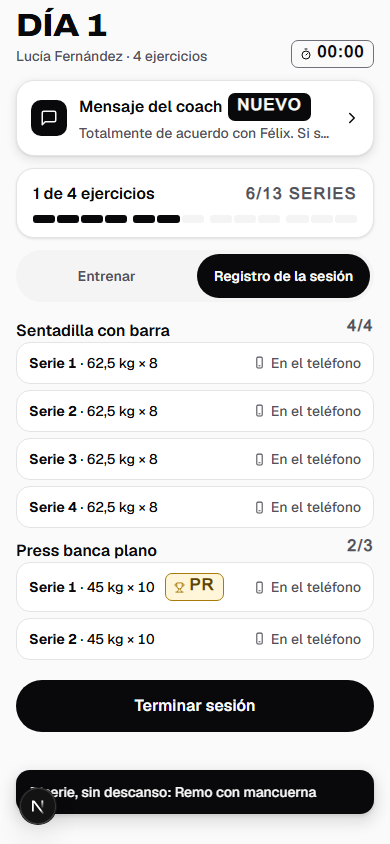 DÍA 1
Lucía Fernández · 4 ejercicios
00:00
Mensaje del coach NUEVO
Totalmente de acuerdo con Félix. Si s...
1 de 4 ejercicios 6/13 SERIES
Entrenar Registro de la sesión
Sentadilla con barra 4/4
Serie 1 · 62,5 kg × 8 En el teléfono
Serie 2 · 62,5 kg × 8 En el teléfono
Serie 3 · 62,5 kg × 8 En el teléfono
Serie 4 · 62,5 kg × 8 En el teléfono
Press banca plano 2/3
Serie 1 · 45 kg × 10 PR En el teléfono
Serie 2 · 45 kg × 10 En el teléfono
Terminar sesión
sin descanso: Remo con mancuerna
N